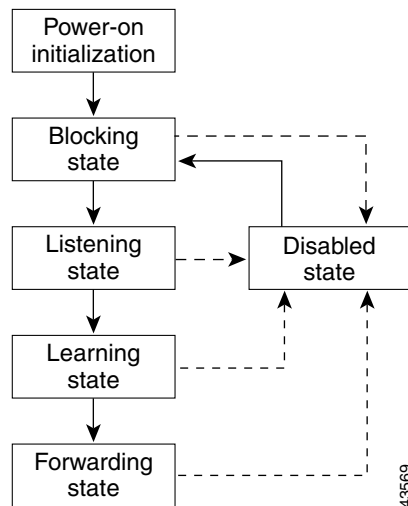 Power-on
initialization
Blocking
state
Listening
state
Disabled
state
Learning
state
Forwarding
state
43569